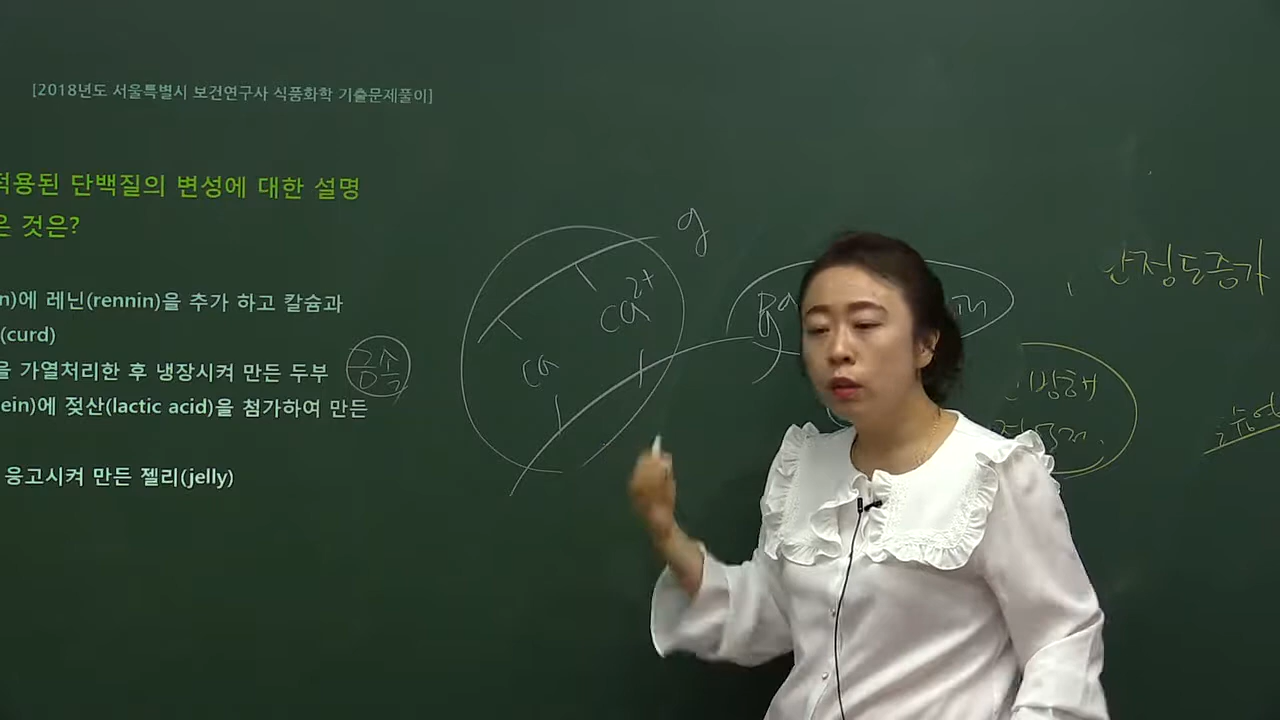 [2018년도 서울특별시 보건연구사 식품화학 기출문제풀이]
적용된 단백질의 변성에 대한 설명
은 것은?
n)에 레닌(rennin)을 추가 하고 칼슘과
(curd)
을 가열처리한 후 냉장시켜 만든 두부
ein)에 젖산(lactic acid)을 첨가하여 만든
응고시켜 만든 젤리(jelly)
g
Ca2+
Ca
안정도증가
방해